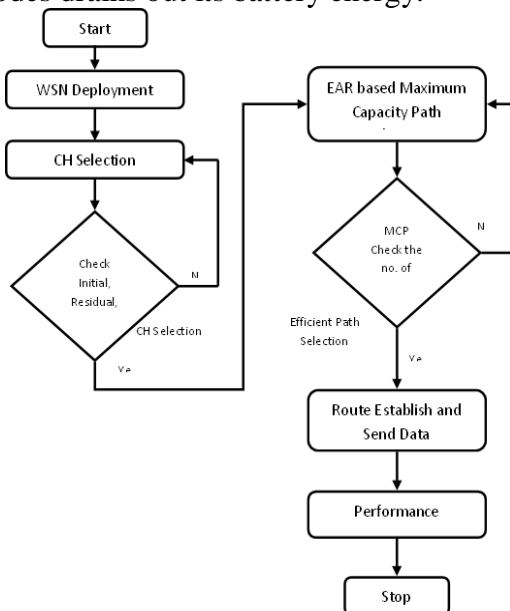 drains out its battery energy.
Start
WSN Deployment
CH Selection
Check
Initial,
Residual,
N
CH Selection
Ye
EAR based Maximum
Capacity Path
MCP
Check the
no. of
N
Efficient Path
Selection
Ye
Route Establish and
Send Data
Performance
Stop